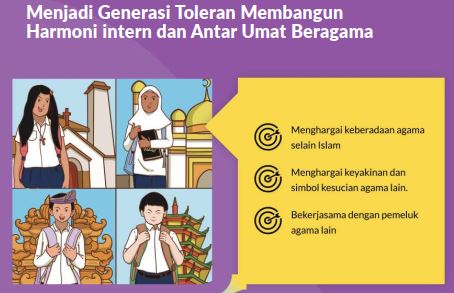 Menjadi Generasi Toleran Membangun
Harmoni intern dan Antar Umat Beragama
Menghargai keberadaan agama
selain Islam
Menghargai keyakinan dan
simbol kesucian agama lain.
Bekerjasama dengan pemeluk
agama lain